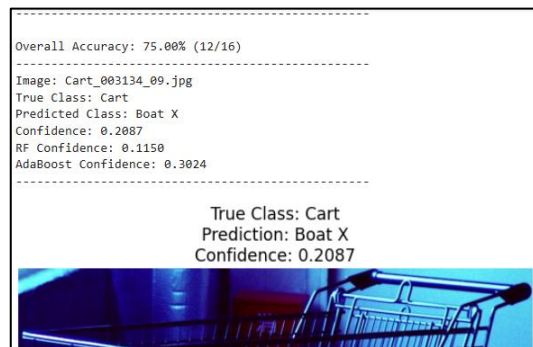 --------------------------------------------------
Overall Accuracy: 75.00% (12/16)
--------------------------------------------------
Image: Cart_003134_09.jpg
True Class: Cart
Predicted Class: Boat X
Confidence: 0.2087
RF Confidence: 0.1150
AdaBoost Confidence: 0.3024
--------------------------------------------------
True Class: Cart
Prediction: Boat X
Confidence: 0.2087